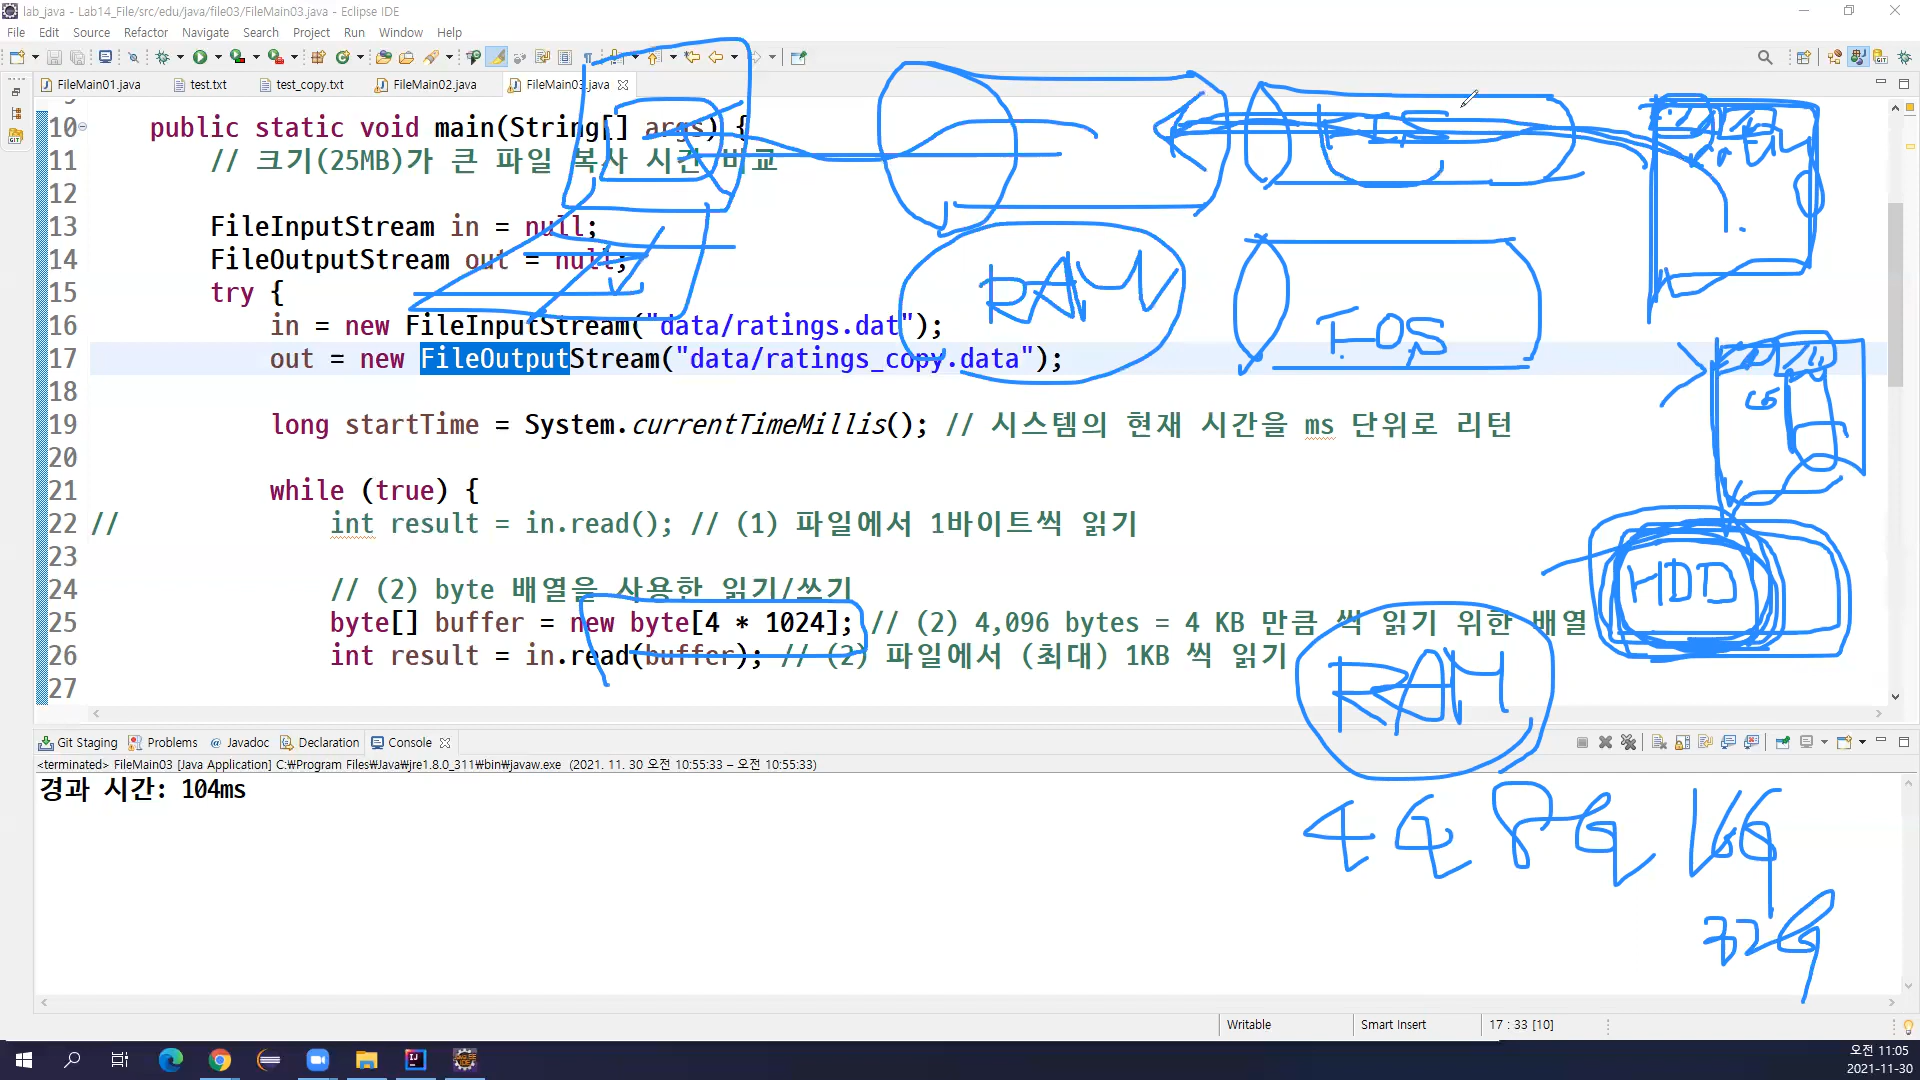 lab_java - Lab14_File/src/edu/java/file03/FileMain03.java - Eclipse IDE
File Edit Source Refactor Navigate Search Project Run Window Help
FileMain01.java test.txt test_copy.txt FileMain02.java FileMain03.java
10 public static void main(String[] args) {
11 // 크기(25MB)가 큰 파일 복사 시간 비교
12
13 FileInputStream in = null;
14 FileOutputStream out = null;
15 try {
16 in = new FileInputStream("data/ratings.dat");
17 out = new FileOutputStream("data/ratings_copy.data");
18
19 long startTime = System.currentTimeMillis(); // 시스템의 현재 시간을 ms 단위로 리턴
20
21 while (true) {
22 // int result = in.read(); // (1) 파일에서 1바이트씩 읽기
23
24 // (2) byte 배열을 사용한 읽기/쓰기
25 byte[] buffer = new byte[4 * 1024]; // (2) 4,096 bytes = 4 KB 만큼 씩 읽기 위한 배열
26 int result = in.read(buffer); // (2) 파일에서 (최대) 1KB 씩 읽기
27
RAM
FOS
HDD
RAM
4G 8G 16G
32G
Git Staging Problems @ Javadoc Declaration Console
<terminated> FileMain03 [Java Application] C:₩Program Files₩Java₩jre1.8.0_311₩bin₩javaw.exe (2021. 11. 30 오전 10:55:33 – 오전 10:55:33)
경과 시간: 104ms
Writable Smart Insert 17 : 33 [10]
오전 11:05
2021-11-30